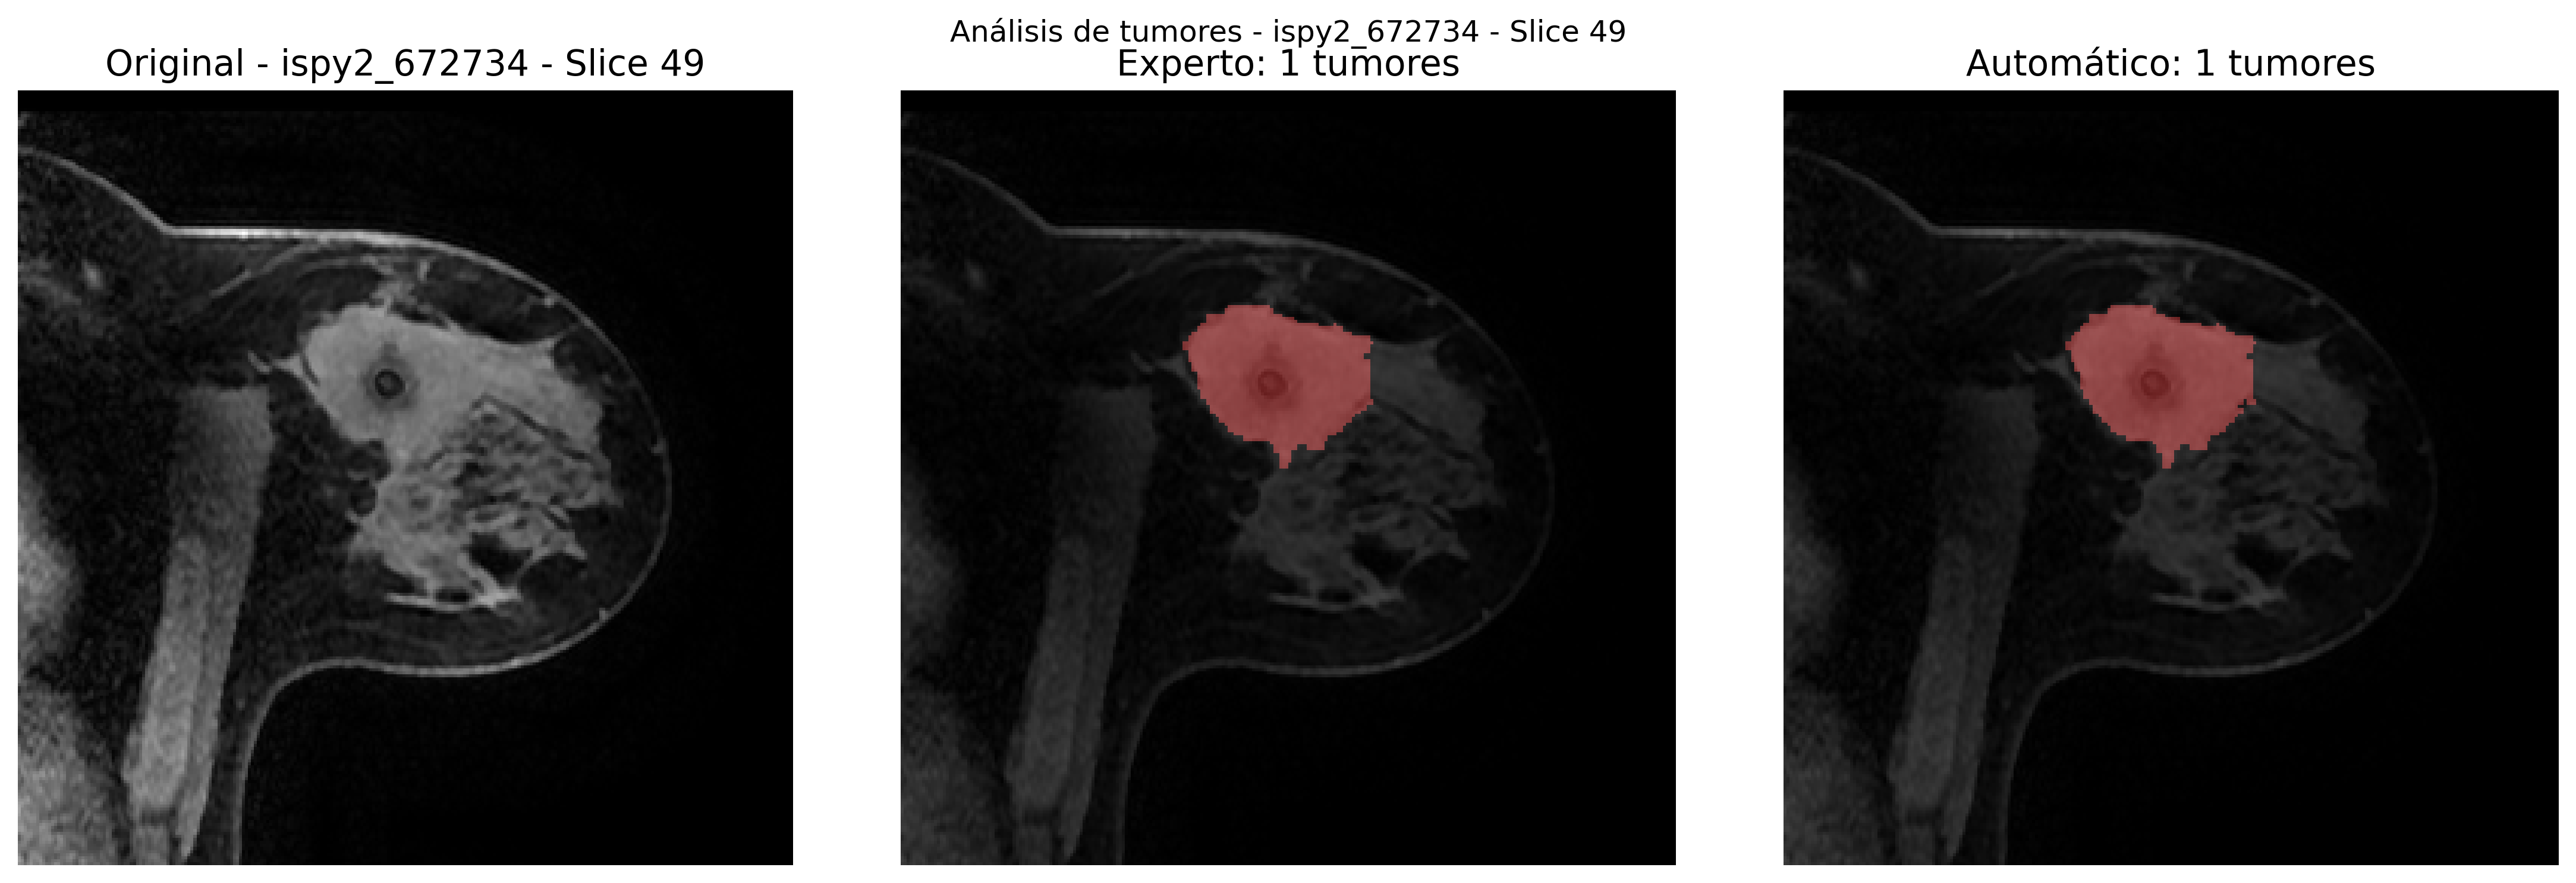 Análisis de tumores - ispy2_672734 - Slice 49
Original - ispy2_672734 - Slice 49
Experto: 1 tumores
Automático: 1 tumores